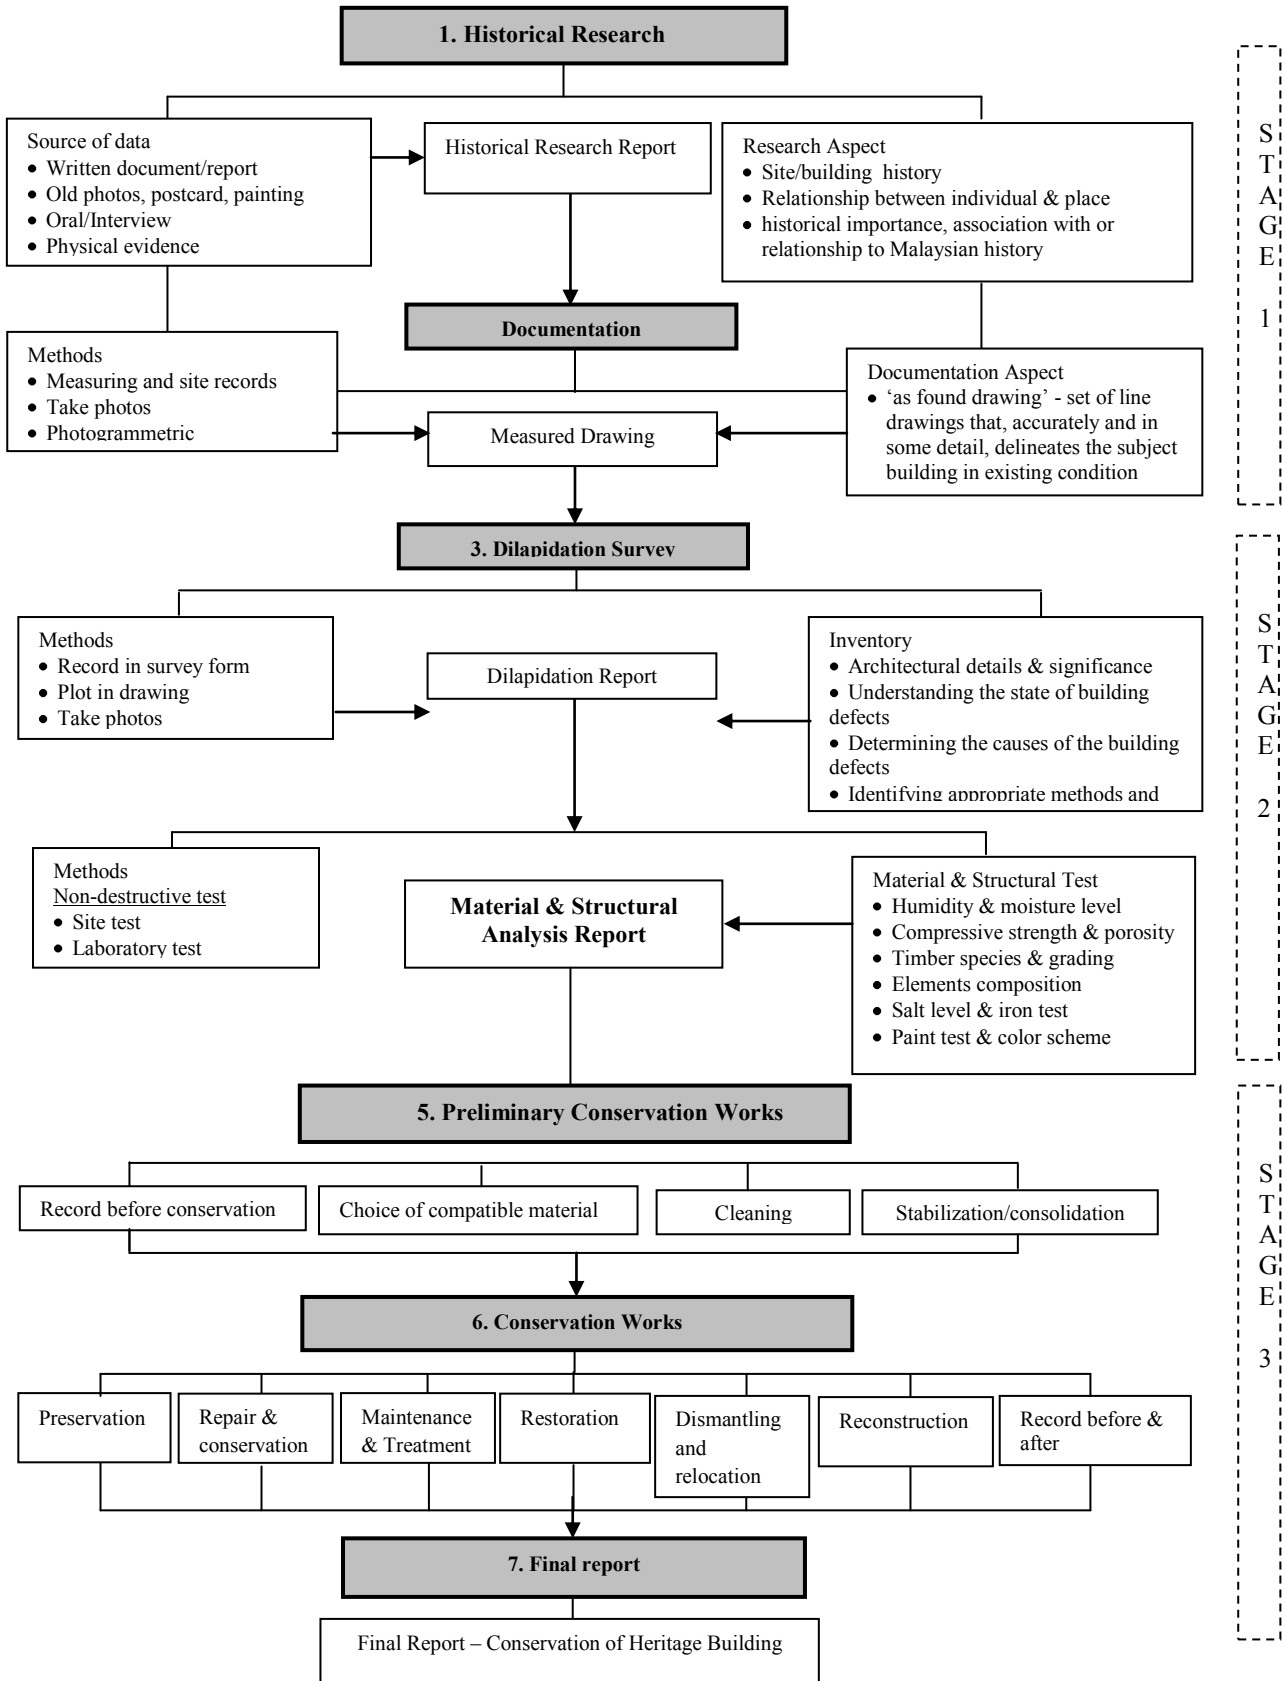 1. Historical Research
Source of data
• Written document/report
• Old photos, postcard, painting
• Oral/Interview
• Physical evidence
Historical Research Report
Research Aspect
• Site/building history
• Relationship between individual & place
• historical importance, association with or
relationship to Malaysian history
S
T
A
G
E
1
Documentation
Methods
• Measuring and site records
• Take photos
• Photogrammetric
Measured Drawing
Documentation Aspect
• ‘as found drawing’ - set of line
drawings that, accurately and in
some detail, delineates the subject
building in existing condition
3. Dilapidation Survey
Methods
• Record in survey form
• Plot in drawing
• Take photos
Dilapidation Report
Inventory
• Architectural details & significance
• Understanding the state of building
defects
• Determining the causes of the building
defects
• Identifying appropriate methods and
S
T
A
G
E
2
Methods
Non-destructive test
• Site test
• Laboratory test
Material & Structural
Analysis Report
Material & Structural Test
• Humidity & moisture level
• Compressive strength & porosity
• Timber species & grading
• Elements composition
• Salt level & iron test
• Paint test & color scheme
5. Preliminary Conservation Works
Record before conservation
Choice of compatible material
Cleaning
Stabilization/consolidation
S
T
A
G
E
3
6. Conservation Works
Preservation
Repair &
conservation
Maintenance
& Treatment
Restoration
Dismantling
and
relocation
Reconstruction
Record before &
after
7. Final report
Final Report – Conservation of Heritage Building